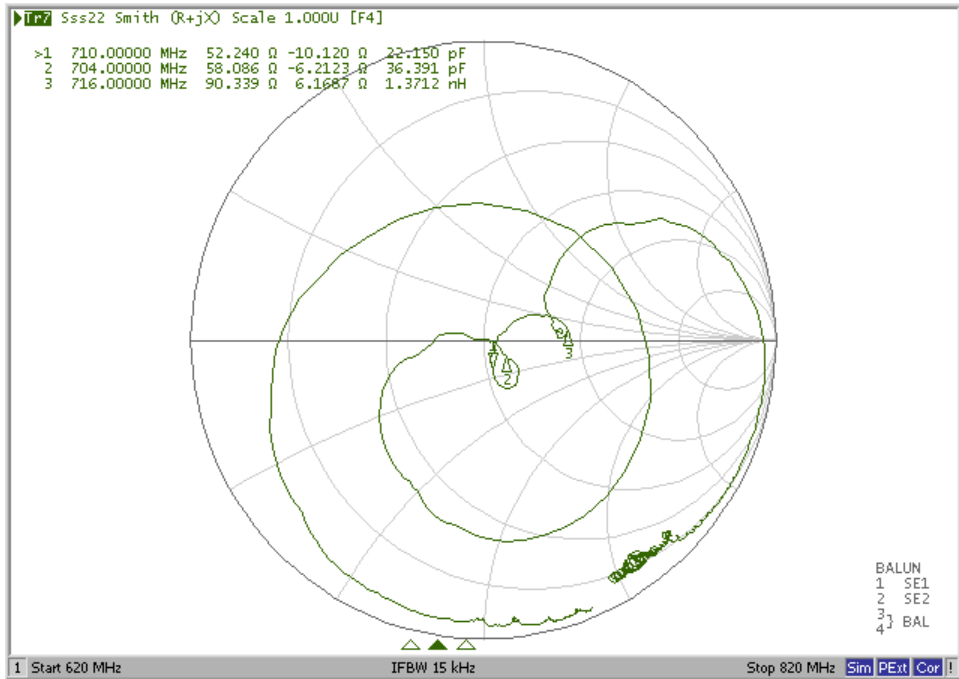 Tr7 Sss22 Smith (R+jX) Scale 1.000U [F4]
>1 710.00000 MHz 52.240 Ω -10.120 Ω 22.150 pF
2 704.00000 MHz 58.086 Ω -6.2123 Ω 36.391 pF
3 716.00000 MHz 90.339 Ω 6.1687 Ω 1.3712 nH
1
2
3
BALUN
1 SE1
2 SE2
3
4} BAL
1 Start 620 MHz IFBW 15 kHz Stop 820 MHz Sim PExt Cor !